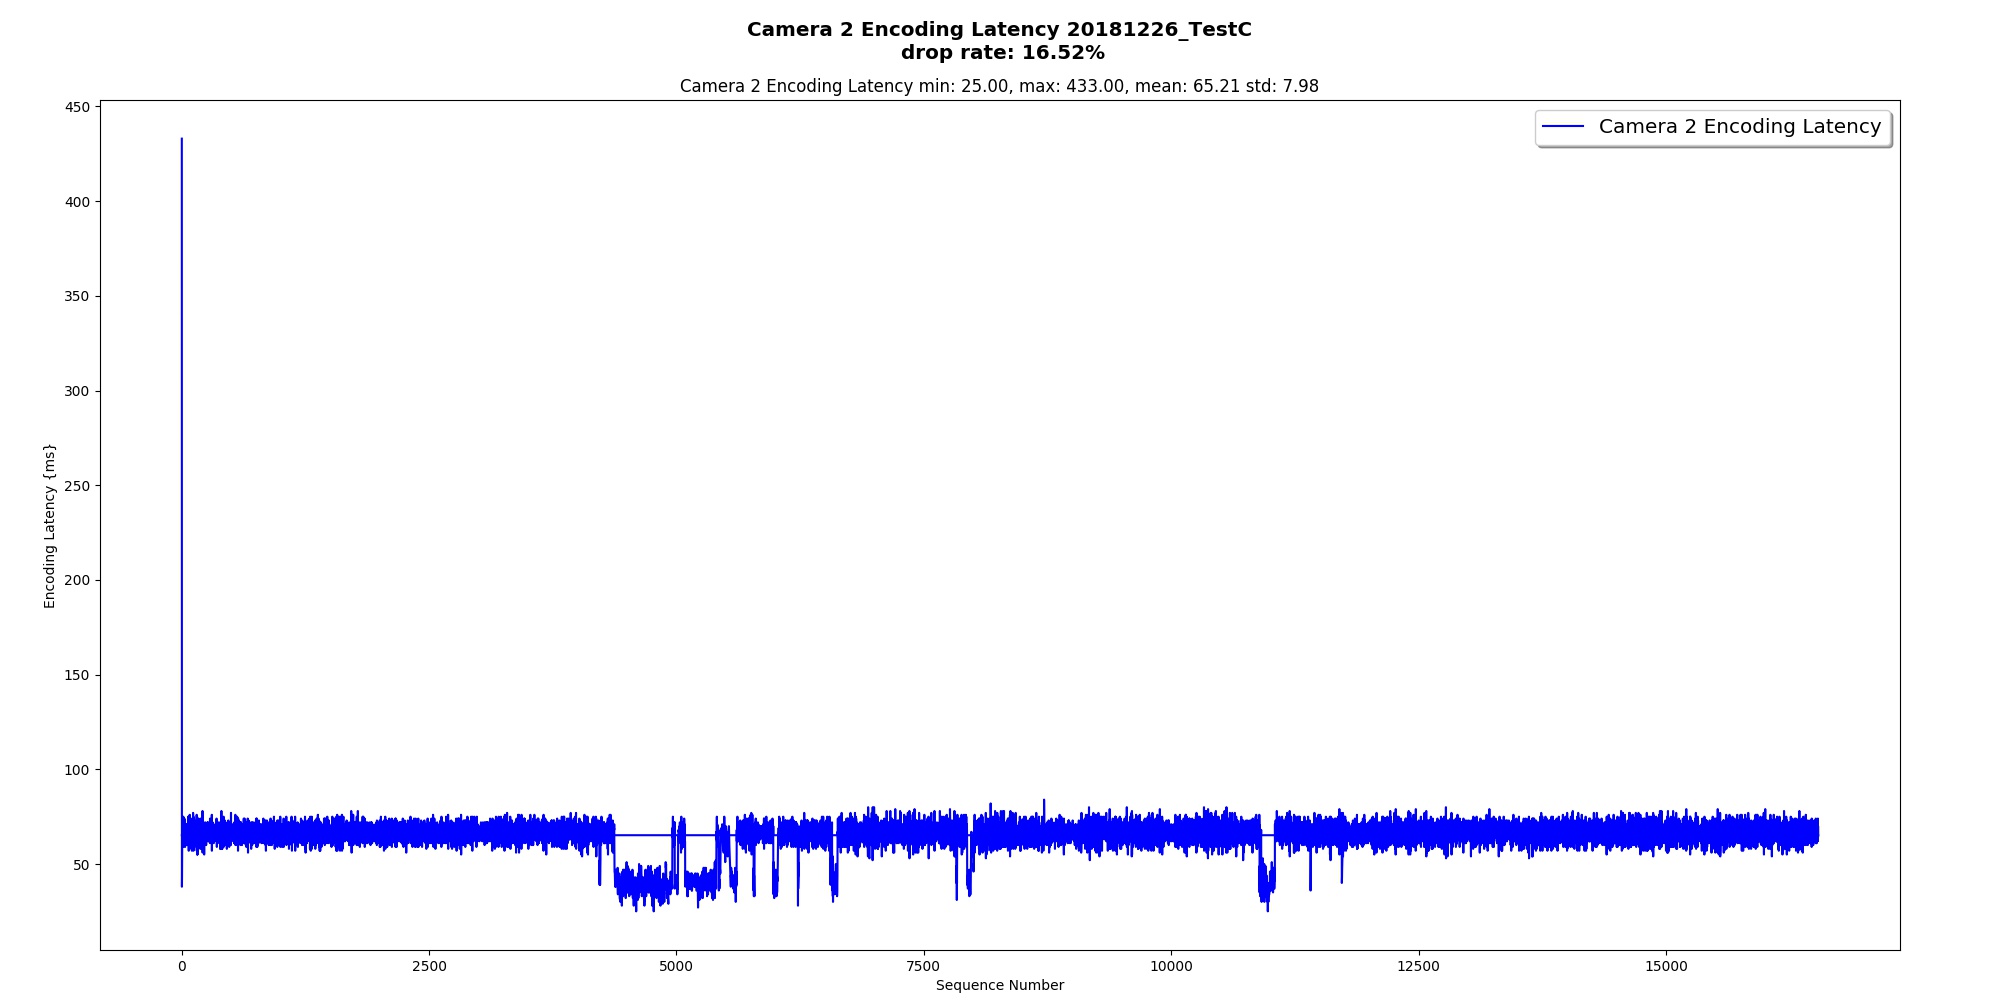 Camera 2 Encoding Latency 20181226_TestC
drop rate: 16.52%
Camera 2 Encoding Latency min: 25.00, max: 433.00, mean: 65.21 std: 7.98
Camera 2 Encoding Latency
450
400
350
300
250
200
150
100
50
Encoding Latency {ms}
0
2500
5000
7500
10000
12500
15000
Sequence Number